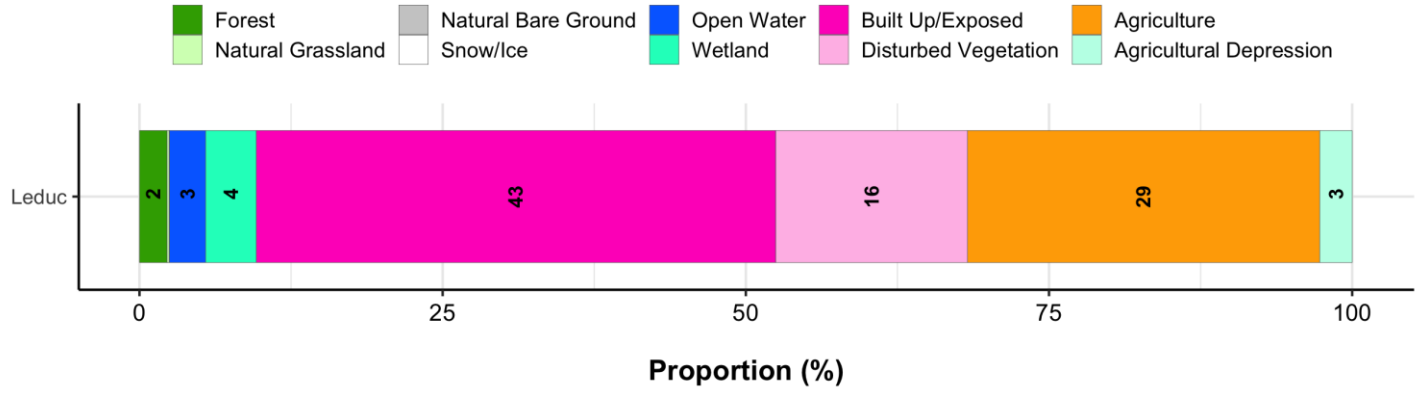 Forest Natural Bare Ground Open Water Built Up/Exposed Agriculture
Natural Grassland Snow/Ice Wetland Disturbed Vegetation Agricultural Depression
Leduc 2 3 4 43 16 29 3
0 25 50 75 100
Proportion (%)